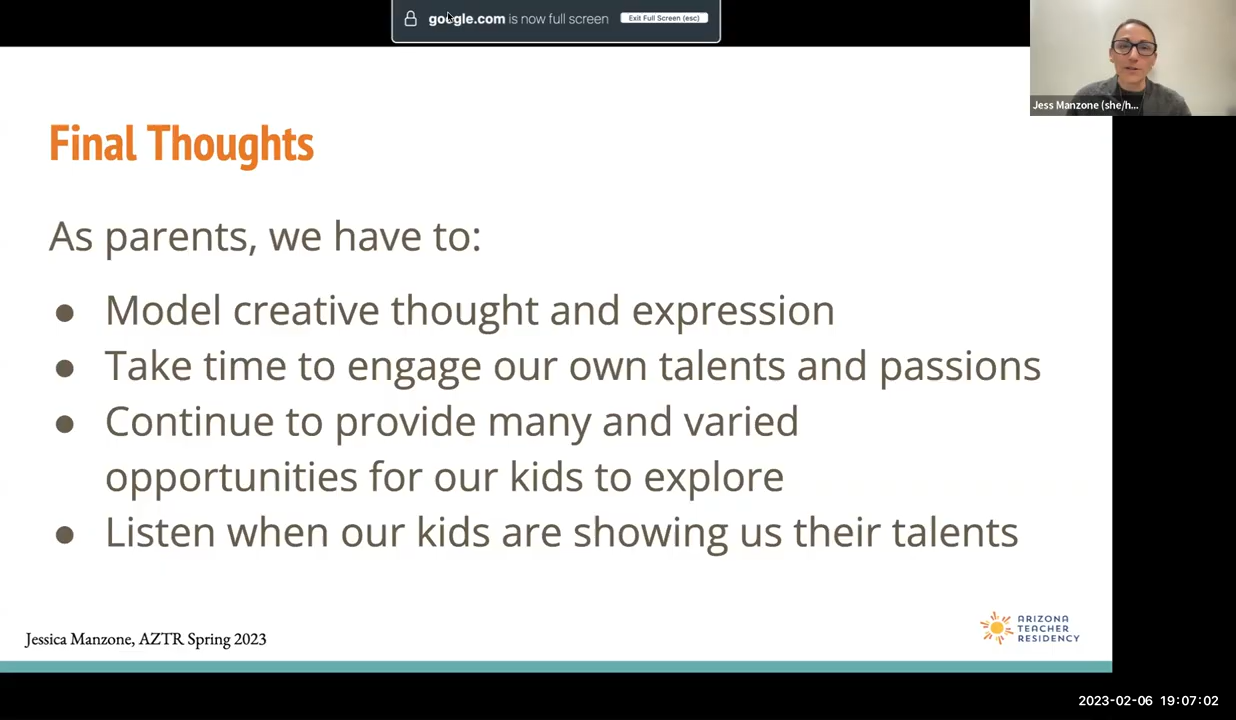 google.com is now full screen Exit Full Screen (esc)
Jess Manzone (she/h...
Final Thoughts
As parents, we have to:
● Model creative thought and expression
● Take time to engage our own talents and passions
● Continue to provide many and varied
opportunities for our kids to explore
● Listen when our kids are showing us their talents
Jessica Manzone, AZTR Spring 2023
ARIZONA
TEACHER
RESIDENCY
2023-02-06 19:07:02